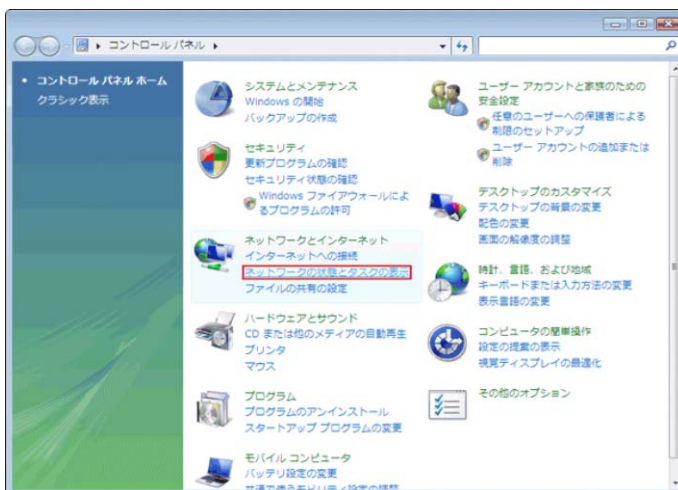 コントロール パネル
コントロール パネル ホーム
クラシック表示
システムとメンテナンス
Windows の開始
バックアップの作成
セキュリティ
更新プログラムの確認
セキュリティ状態の確認
Windows ファイアウォールによ
るプログラムの許可
ネットワークとインターネット
インターネットへの接続
ネットワークの状態とタスクの表示
ファイルの共有の設定
ハードウェアとサウンド
CD または他のメディアの自動再生
プリンタ
マウス
プログラム
プログラムのアンインストール
スタートアップ プログラムの変更
モバイル コンピュータ
バッテリ設定の変更
共通で使うモビリティ設定の調整
ユーザー アカウントと家族のための
安全設定
任意のユーザーへの保護者による
制限のセットアップ
ユーザー アカウントの追加または
削除
デスクトップのカスタマイズ
デスクトップの背景の変更
配色の変更
画面の解像度の調整
時計、言語、および地域
キーボードまたは入力方法の変更
表示言語の変更
コンピュータの簡単操作
設定の提案の表示
視覚ディスプレイの最適化
その他のオプション